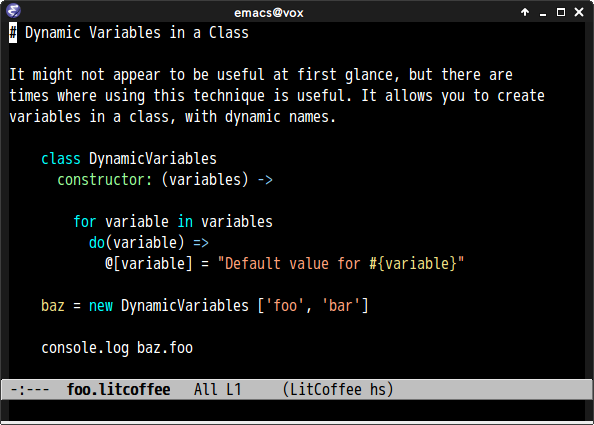 emacs@vox
# Dynamic Variables in a Class
It might not appear to be useful at first glance, but there are
times where using this technique is useful. It allows you to create
variables in a class, with dynamic names.
    class DynamicVariables
      constructor: (variables) ->
        for variable in variables
          do(variable) =>
            @[variable] = "Default value for #{variable}"
    baz = new DynamicVariables ['foo', 'bar']
    console.log baz.foo
-:---  foo.litcoffee   All L1     (LitCoffee hs)